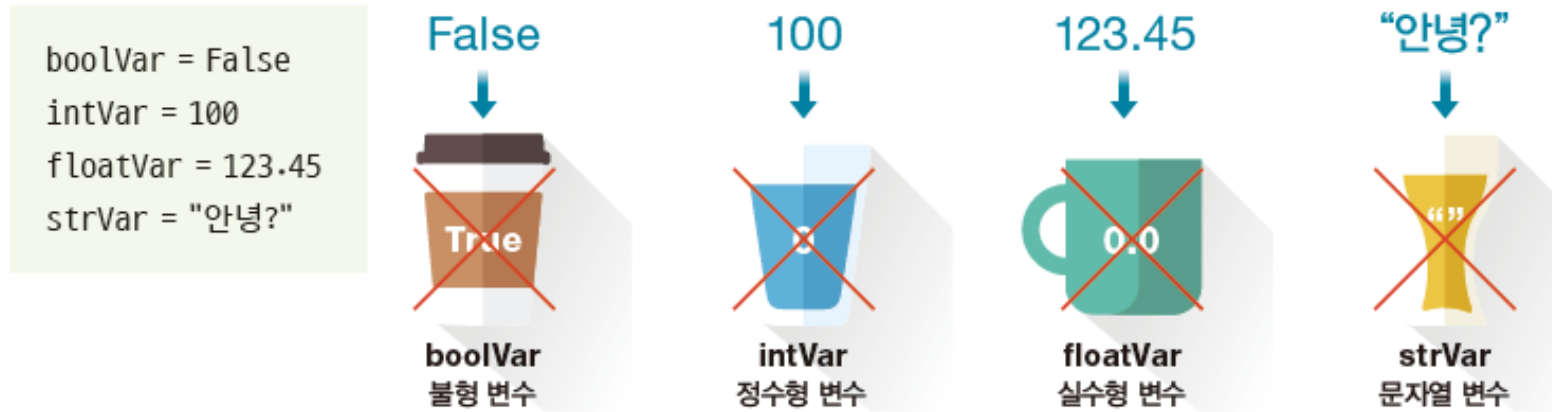 boolVar = False
intVar = 100
floatVar = 123.45
strVar = "안녕?"
False
100
123.45
“안녕?”
True
0
0.0
“”
boolVar
불형 변수
intVar
정수형 변수
floatVar
실수형 변수
strVar
문자열 변수